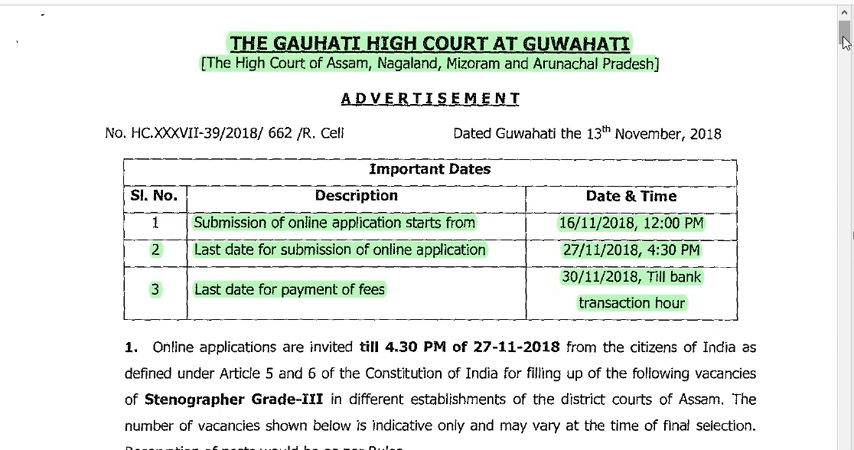 THE GAUHATI HIGH COURT AT GUWAHATI
[The High Court of Assam, Nagaland, Mizoram and Arunachal Pradesh]
ADVERTISEMENT
No. HC.XXXVII-39/2018/ 662 /R. Cell Dated Guwahati the 13th November, 2018
Important Dates
Sl. No. Description Date & Time
1 Submission of online application starts from 16/11/2018, 12:00 PM
2 Last date for submission of online application 27/11/2018, 4:30 PM
3 Last date for payment of fees 30/11/2018, Till bank
transaction hour
1. Online applications are invited till 4.30 PM of 27-11-2018 from the citizens of India as
defined under Article 5 and 6 of the Constitution of India for filling up of the following vacancies
of Stenographer Grade-III in different establishments of the district courts of Assam. The
number of vacancies shown below is indicative only and may vary at the time of final selection.